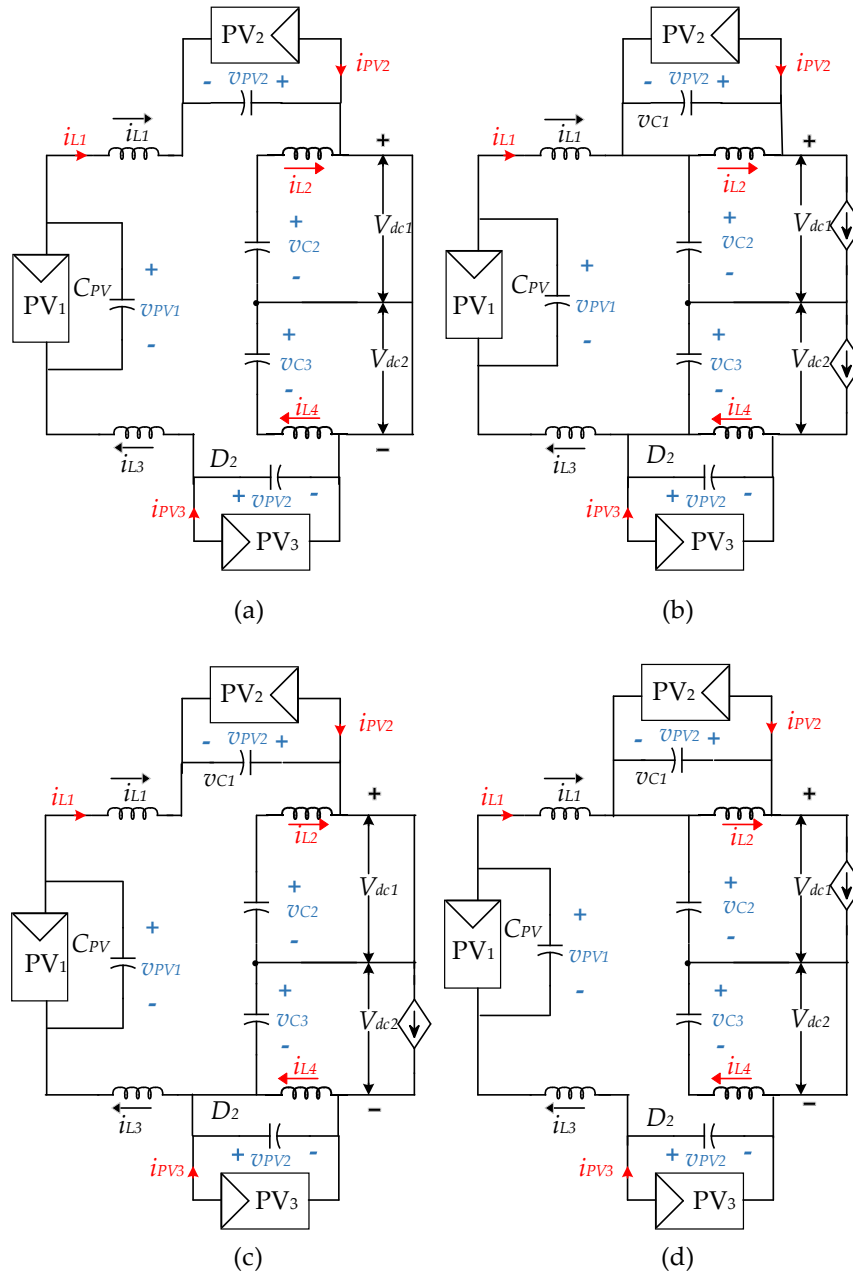 PV2
iPV2
- vPV2 +
iL1
iL1
+
iL2
Vdc1
+
vC2
-
CPV
+
vPV1
-
PV1
+
vC3
-
Vdc2
iL4
-
iL3
D2
+ vPV2 -
iPV3
PV3
(a)
PV2
iPV2
- vPV2 +
vC1
iL1
iL1
+
iL2
Vdc1
+
vC2
-
CPV
+
vPV1
-
PV1
+
vC3
-
Vdc2
iL4
iL3
D2
+ vPV2 -
iPV3
PV3
(b)
PV2
iPV2
- vPV2 +
vC1
iL1
iL1
+
iL2
Vdc1
+
vC2
-
CPV
+
vPV1
-
PV1
+
vC3
-
Vdc2
iL4
-
iL3
D2
+ vPV2 -
iPV3
PV3
(c)
PV2
iPV2
- vPV2 +
vC1
iL1
iL1
+
iL2
Vdc1
+
vC2
-
CPV
+
vPV1
-
PV1
+
vC3
-
Vdc2
iL4
-
iL3
D2
+ vPV2 -
iPV3
PV3
(d)